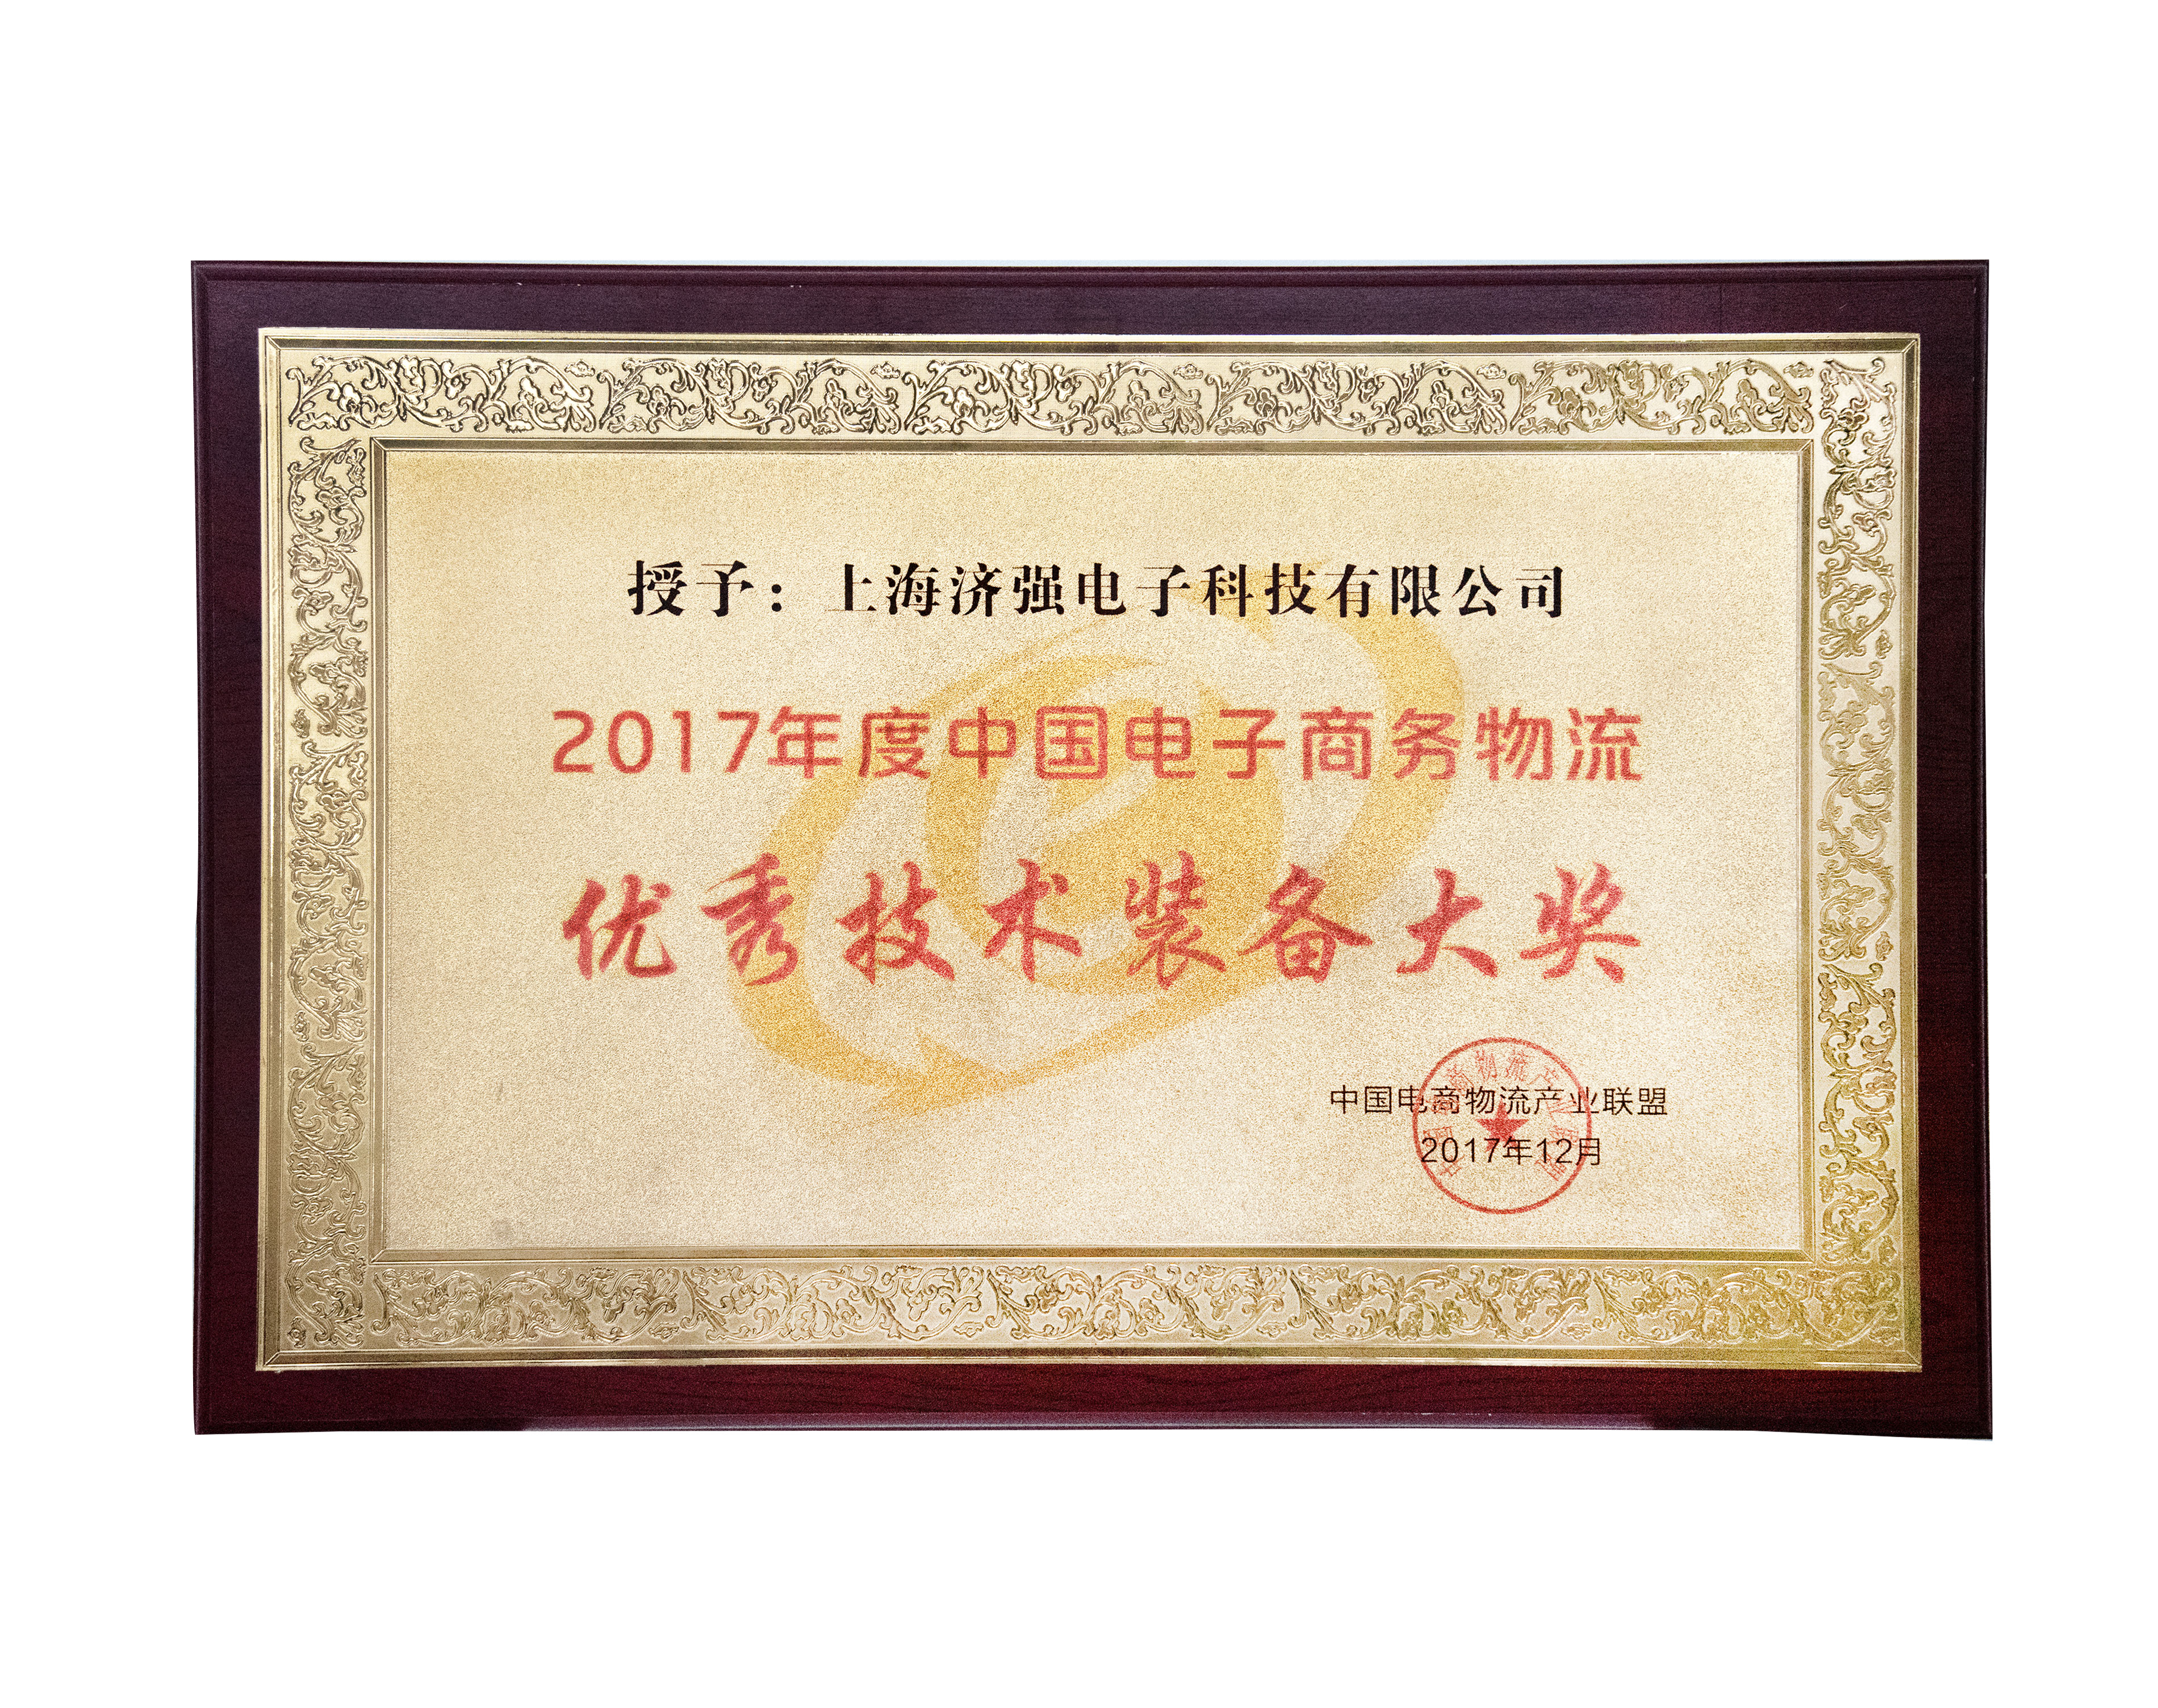 授予：上海济强电子科技有限公司
2017年度中国电子商务物流
优秀技术装备大奖
中国电商物流产业联盟
2017年12月